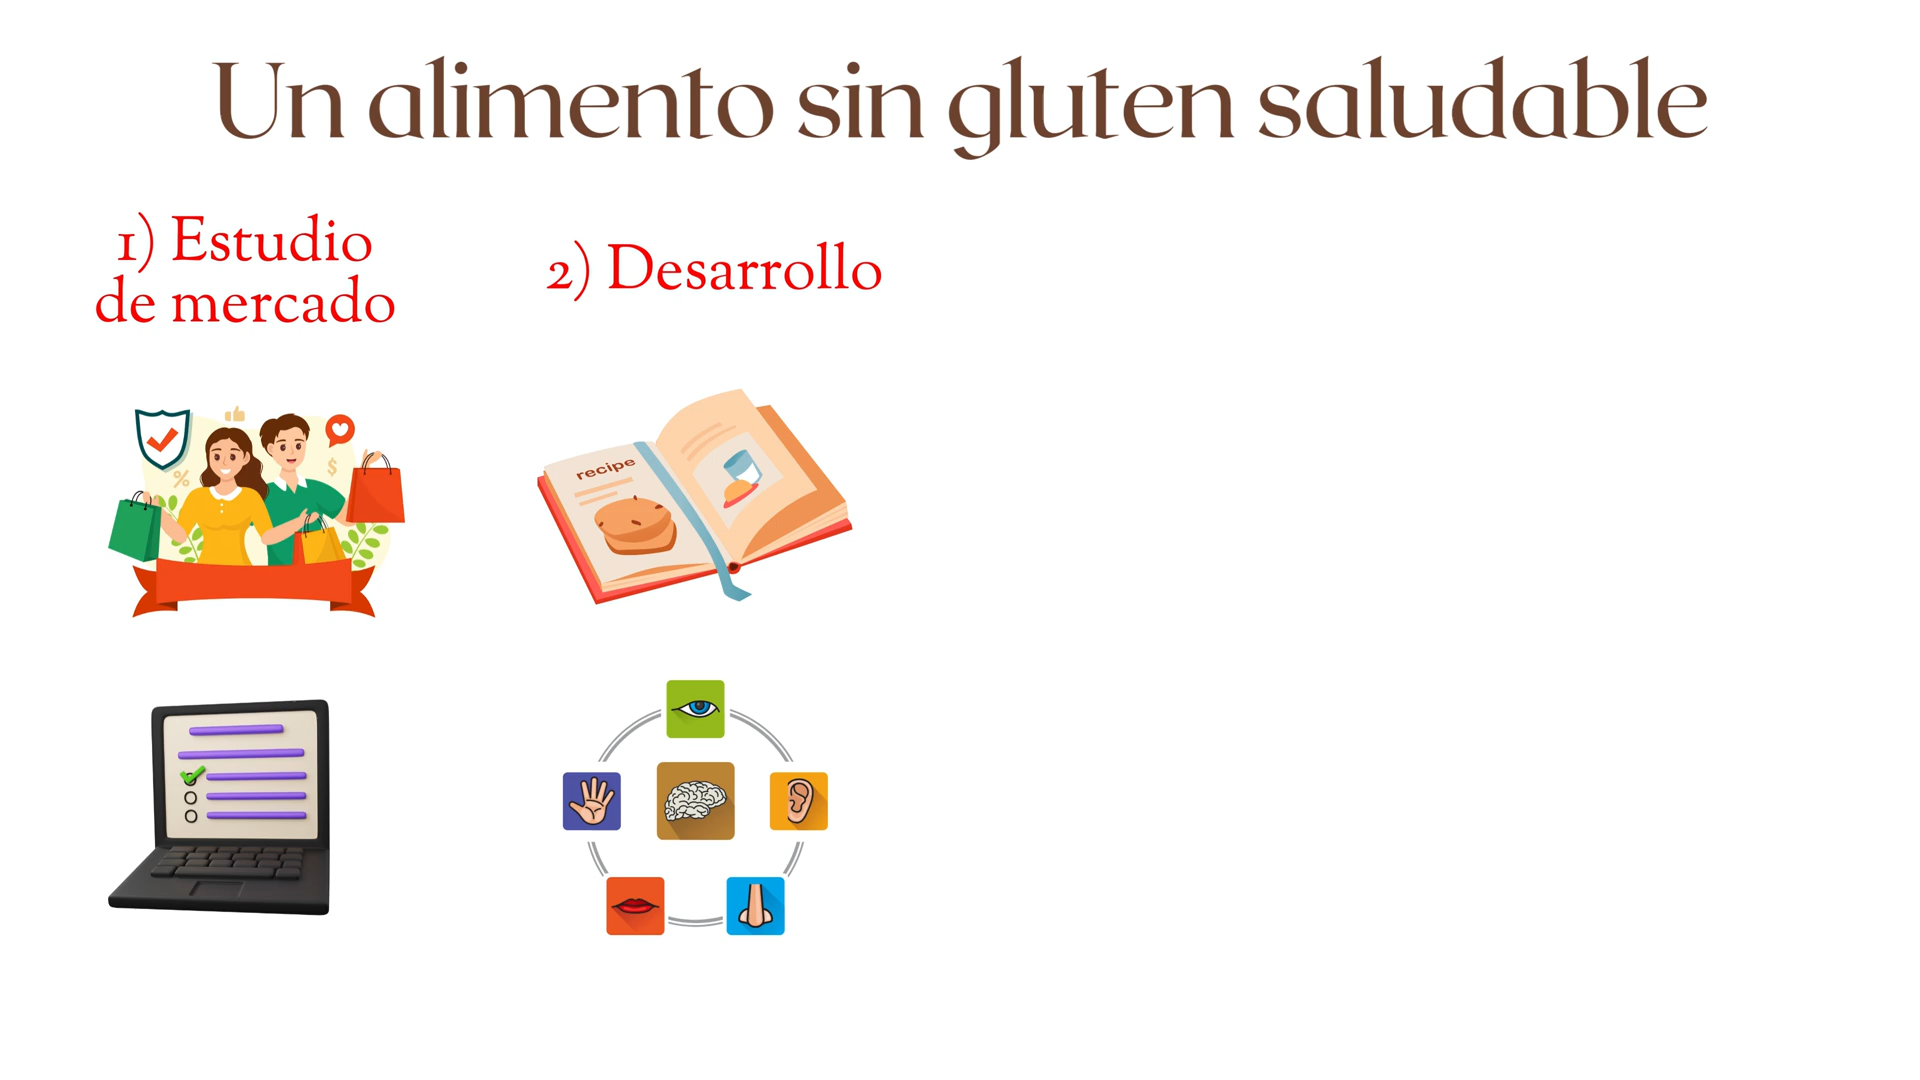 Un alimento sin gluten saludable
1) Estudio
de mercado
2) Desarrollo
recipe
%
$